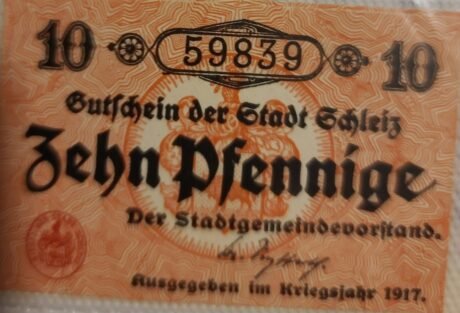 10 59839 10
Gutschein der Stadt Schleiz
Zehn Pfennige
Der Stadtgemeindevorstand.
Ausgegeben im Kriegsjahr 1917.